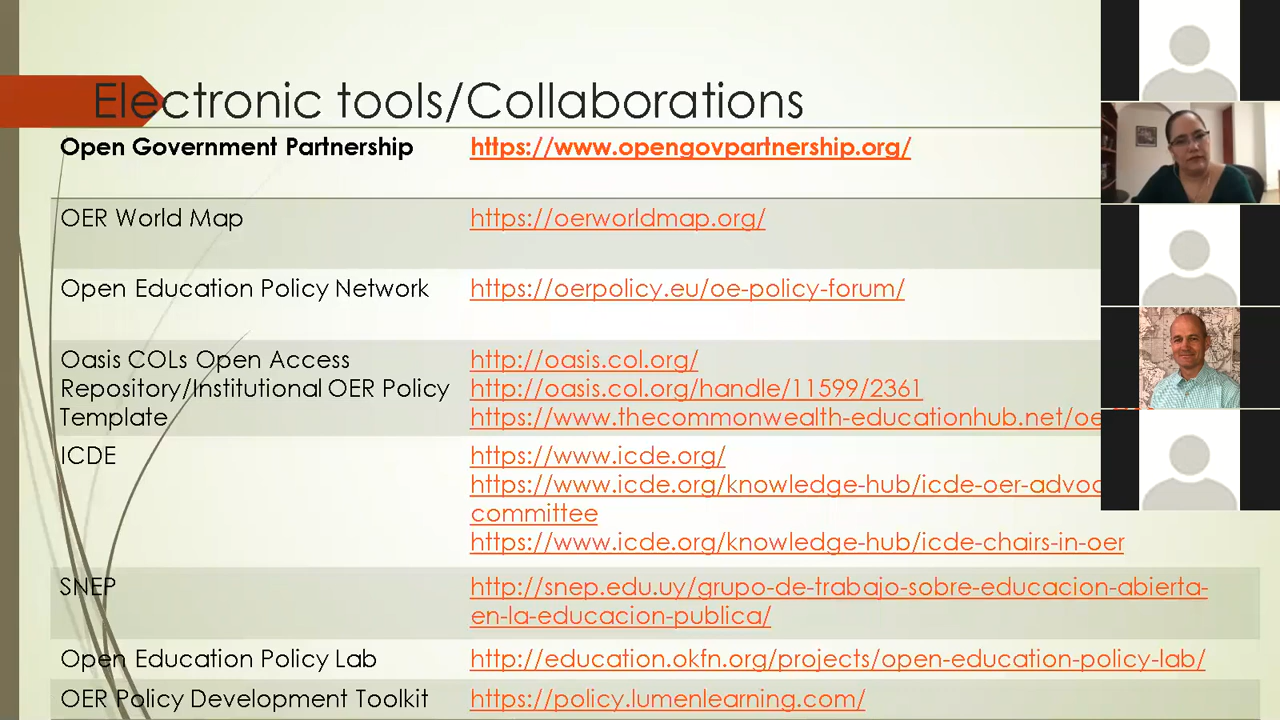 Electronic tools/Collaborations
Open Government Partnership https://www.opengovpartnership.org/
OER World Map https://oerworldmap.org/
Open Education Policy Network https://oerpolicy.eu/oe-policy-forum/
Oasis COLs Open Access http://oasis.col.org/
Repository/Institutional OER Policy http://oasis.col.org/handle/11599/2361
Template https://www.thecommonwealth-educationhub.net/oe
ICDE https://www.icde.org/
https://www.icde.org/knowledge-hub/icde-oer-advoc
committee
https://www.icde.org/knowledge-hub/icde-chairs-in-oer
SNEP http://snep.edu.uy/grupo-de-trabajo-sobre-educacion-abierta-
en-la-educacion-publica/
Open Education Policy Lab http://education.okfn.org/projects/open-education-policy-lab/
OER Policy Development Toolkit https://policy.lumenlearning.com/